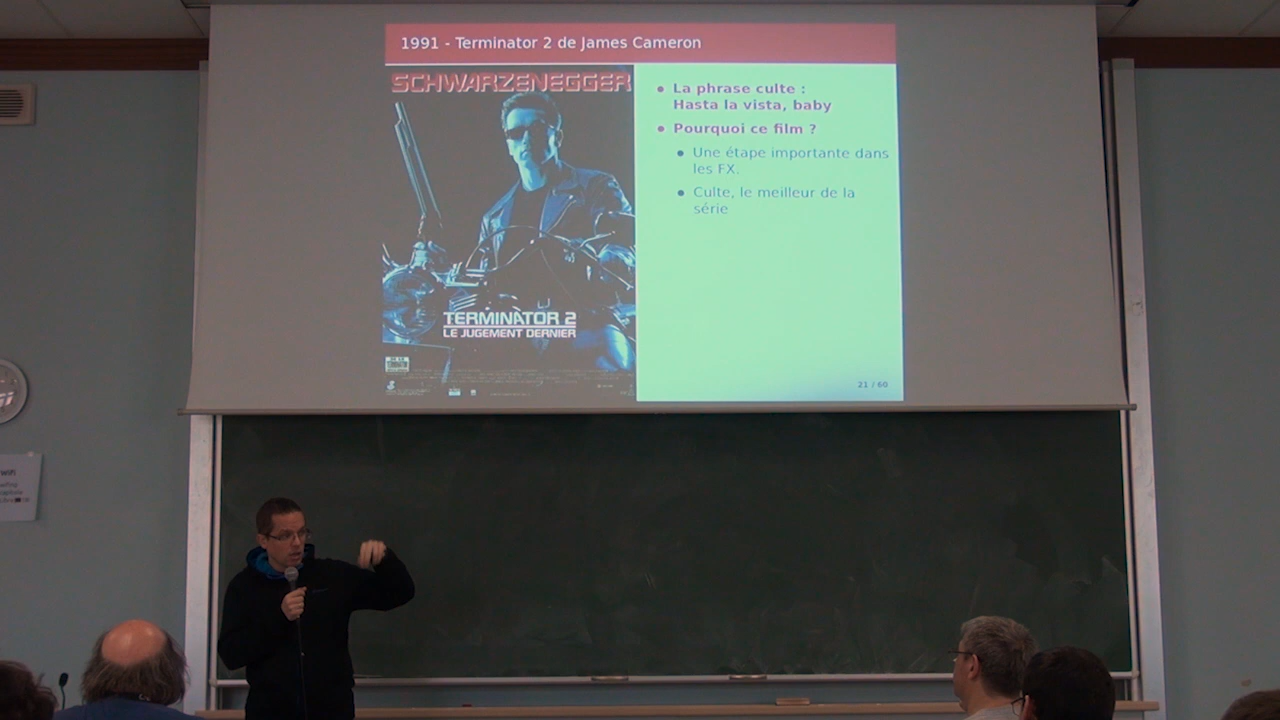 1991 - Terminator 2 de James Cameron
SCHWARZENEGGER
TERMINATOR 2
LE JUGEMENT DERNIER
• La phrase culte :
Hasta la vista, baby
• Pourquoi ce film ?
• Une étape importante dans
les FX.
• Culte, le meilleur de la
série
21 / 60